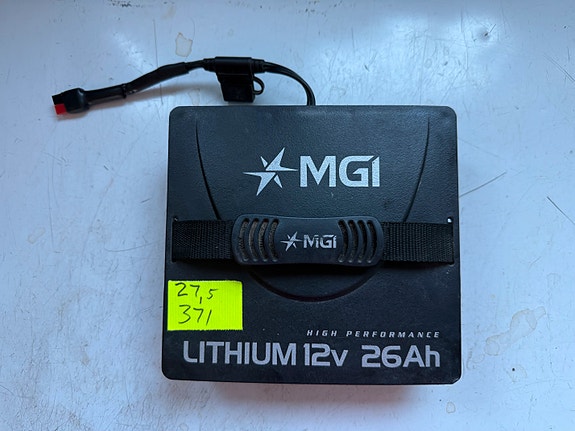 MGI
MGI
27,5
371
HIGH PERFORMANCE
LITHIUM 12v 26Ah